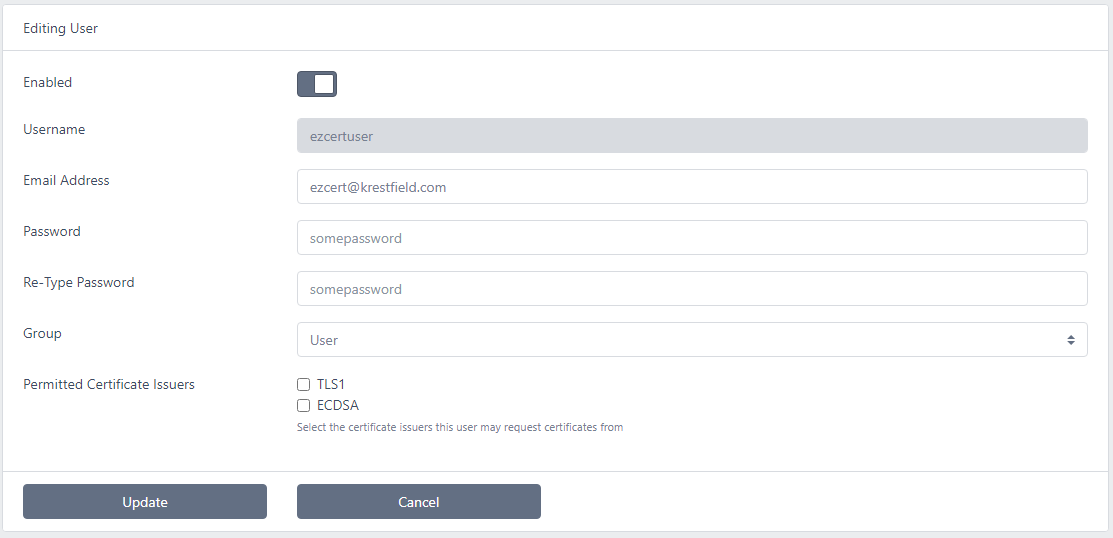 Editing User
Enabled
Username
ezcertuser
Email Address
ezcert@krestfield.com
Password
somepassword
Re-Type Password
somepassword
Group
User
Permitted Certificate Issuers
TLS1
ECDSA
Select the certificate issuers this user may request certificates from
Update
Cancel